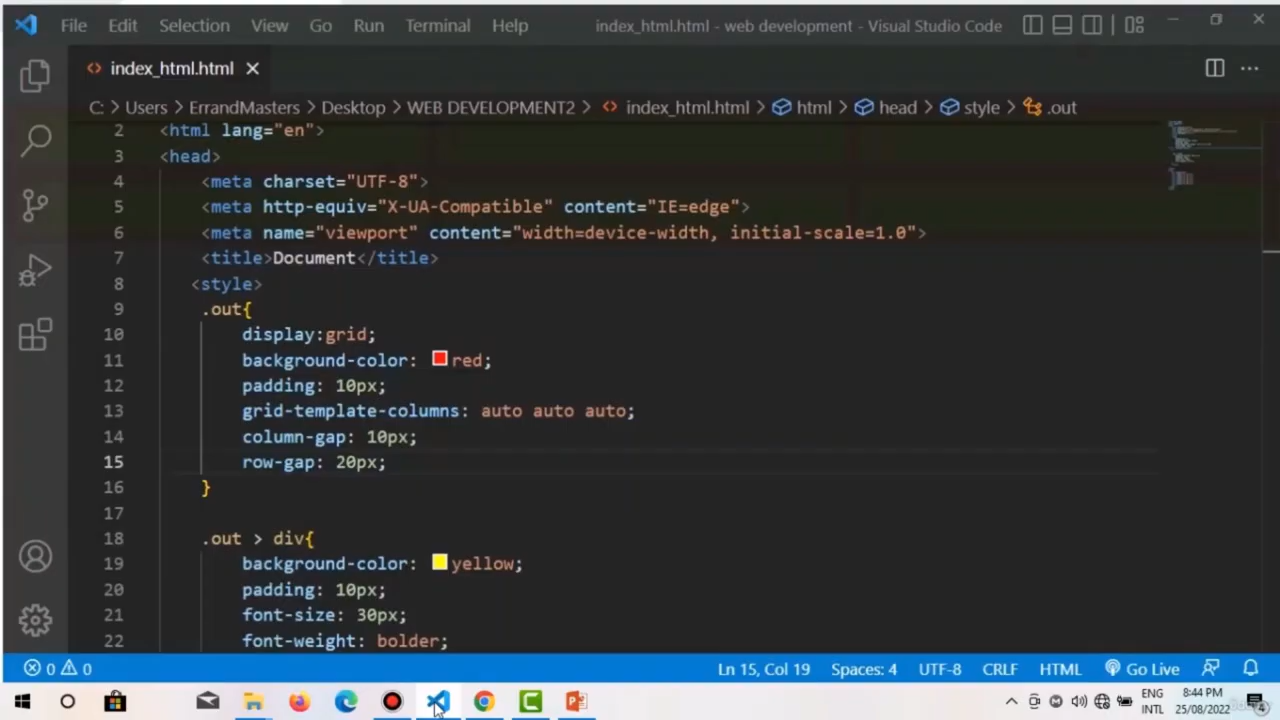 File Edit Selection View Go Run Terminal Help index_html.html - web development - Visual Studio Code
index_html.html
C: > Users > ErrandMasters > Desktop > WEB DEVELOPMENT2 > index_html.html > html > head > style > .out
2 <html lang="en">
3 <head>
4 <meta charset="UTF-8">
5 <meta http-equiv="X-UA-Compatible" content="IE=edge">
6 <meta name="viewport" content="width=device-width, initial-scale=1.0">
7 <title>Document</title>
8 <style>
9 .out{
10 display:grid;
11 background-color: red;
12 padding: 10px;
13 grid-template-columns: auto auto auto;
14 column-gap: 10px;
15 row-gap: 20px;
16 }
17
18 .out > div{
19 background-color: yellow;
20 padding: 10px;
21 font-size: 30px;
22 font-weight: bolder;
0 0 Ln 15, Col 19 Spaces: 4 UTF-8 CRLF HTML Go Live
ENG 8:44 PM
INTL 25/08/2022